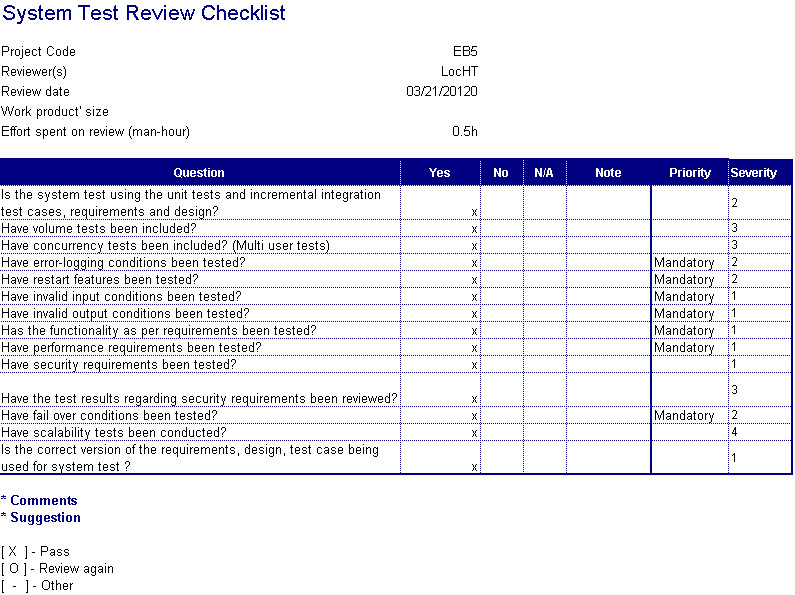 System Test Review Checklist
Project Code EB5
Reviewer(s) LocHT
Review date 03/21/20120
Work product' size
Effort spent on review (man-hour) 0.5h
Question Yes No N/A Note Priority Severity
Is the system test using the unit tests and incremental integration
test cases, requirements and design? x 2
Have volume tests been included? x 3
Have concurrency tests been included? (Multi user tests) x 3
Have error-logging conditions been tested? x Mandatory 2
Have restart features been tested? x Mandatory 2
Have invalid input conditions been tested? x Mandatory 1
Have invalid output conditions been tested? x Mandatory 1
Has the functionality as per requirements been tested? x Mandatory 1
Have performance requirements been tested? x Mandatory 1
Have security requirements been tested? x 1
Have the test results regarding security requirements been reviewed? x 3
Have fail over conditions been tested? x Mandatory 2
Have scalability tests been conducted? x 4
Is the correct version of the requirements, design, test case being
used for system test ? x 1
* Comments
* Suggestion
[ X ] - Pass
[ O ] - Review again
[ - ] - Other